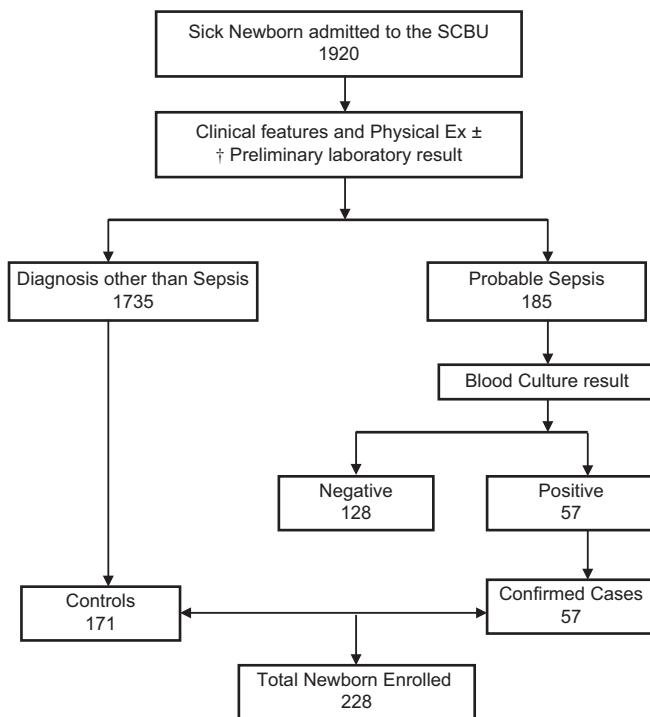 Sick Newborn admitted to the SCBU
1920
Clinical features and Physical Ex ±
† Preliminary laboratory result
Diagnosis other than Sepsis
1735
Probable Sepsis
185
Blood Culture result
Negative
128
Positive
57
Controls
171
Confirmed Cases
57
Total Newborn Enrolled
228